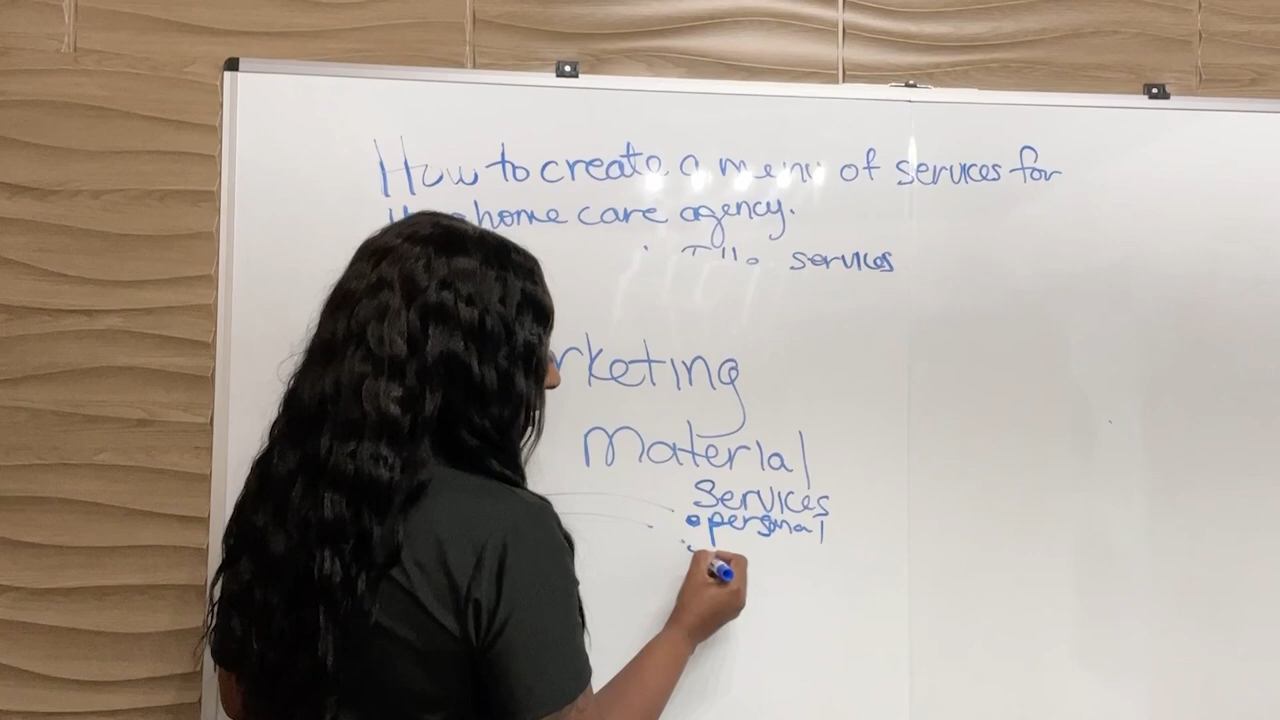 How to create a menu of services for
home care agency.
services
rketing
Material
Services
• personal